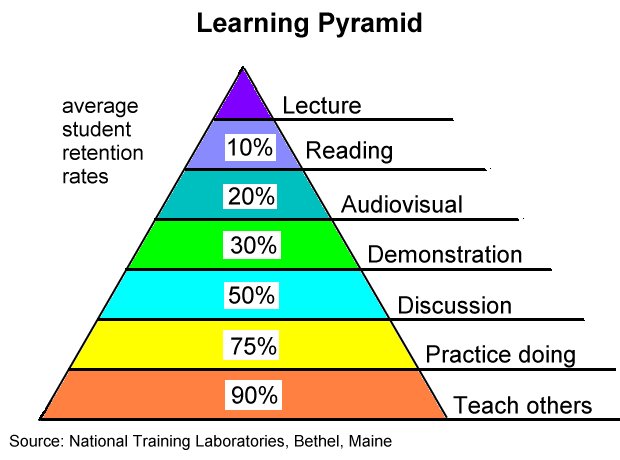 Learning Pyramid
average
student
retention
rates
Lecture
10% Reading
20% Audiovisual
30% Demonstration
50% Discussion
75% Practice doing
90% Teach others
Source: National Training Laboratories, Bethel, Maine